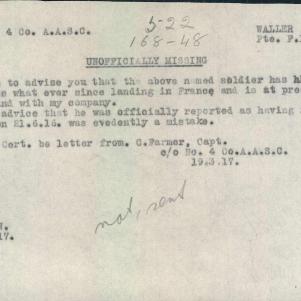 4 Co. A.A.S.C.
5-22
168-48
WALLER
Pte. F.
UNOFFICIALLY MISSING
to advise you that the above named soldier has
s what ever since landing in France and is at pre
nd with my company.
advice that he was officially reported as having
on 21.6.16. was evedently a mistake.
Cert. be letter from. C.Farmer, Capt.
c/o No. 4 Co.A.A.S.C.
19.3.17.
not, sent
17.